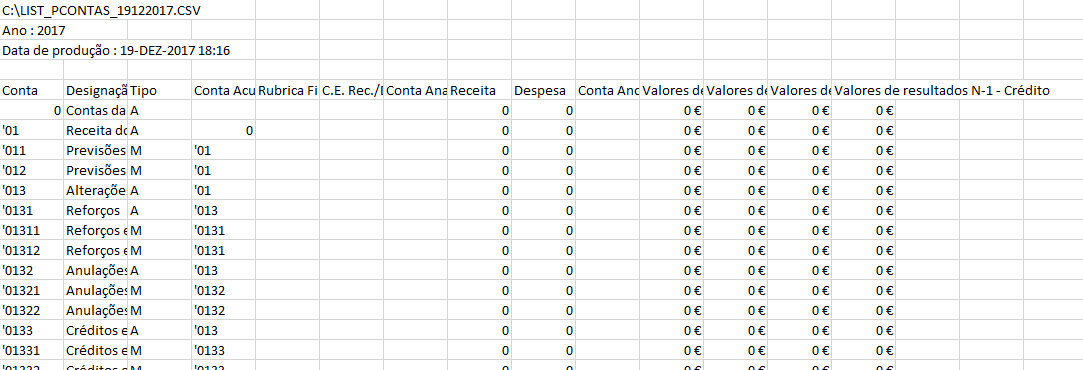 C:\LIST_PCONTAS_19122017.CSV
Ano : 2017
Data de produção : 19-DEZ-2017 18:16
Conta Designaçã Tipo Conta Acu Rubrica Fi C.E. Rec./I Conta Ana Receita Despesa Conta Anc Valores de Valores de Valores de Valores de resultados N-1 - Crédito
0 Contas da A 0 0 0 € 0 € 0 € 0 €
'01 Receita do A 0 0 0 0 € 0 € 0 € 0 €
'011 Previsões M '01 0 0 0 € 0 € 0 € 0 €
'012 Previsões M '01 0 0 0 € 0 € 0 € 0 €
'013 Alteraçõe A '01 0 0 0 € 0 € 0 € 0 €
'0131 Reforços A '013 0 0 0 € 0 € 0 € 0 €
'01311 Reforços e M '0131 0 0 0 € 0 € 0 € 0 €
'01312 Reforços e M '0131 0 0 0 € 0 € 0 € 0 €
'0132 Anulações A '013 0 0 0 € 0 € 0 € 0 €
'01321 Anulações M '0132 0 0 0 € 0 € 0 € 0 €
'01322 Anulações M '0132 0 0 0 € 0 € 0 € 0 €
'0133 Créditos e A '013 0 0 0 € 0 € 0 € 0 €
'01331 Créditos e M '0133 0 0 0 € 0 € 0 € 0 €
'01332 Créditos e M '0133 0 0 0 € 0 € 0 € 0 €